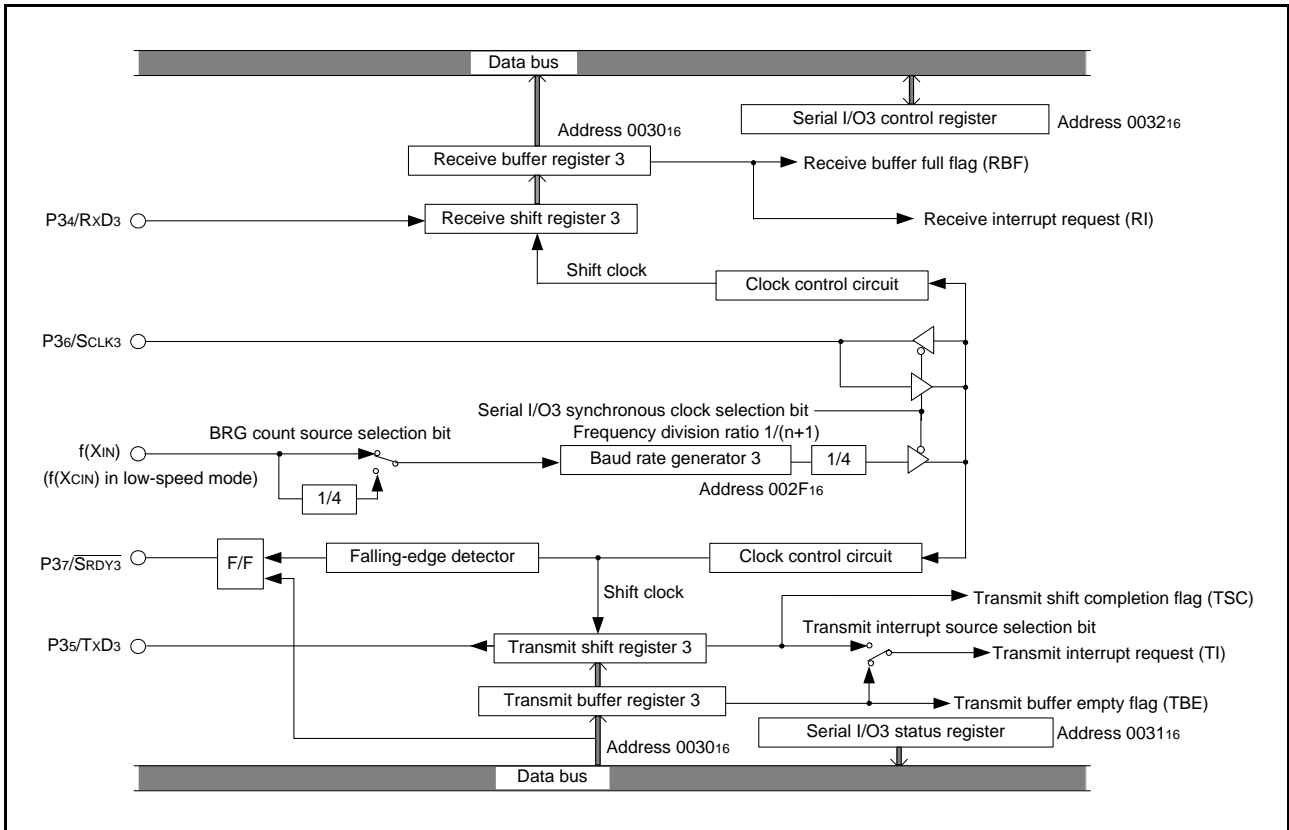 Data bus
Serial I/O3 control register
Address 003216
Address 003016
Receive buffer register 3
Receive buffer full flag (RBF)
P34/RXD3
Receive shift register 3
Receive interrupt request (RI)
Shift clock
Clock control circuit
P36/SCLK3
Serial I/O3 synchronous clock selection bit
BRG count source selection bit
Frequency division ratio 1/(n+1)
f(XIN)
Baud rate generator 3
1/4
(f(XCIN) in low-speed mode)
1/4
Address 002F16
P37/SRDY3
F/F
Falling-edge detector
Clock control circuit
Shift clock
Transmit shift completion flag (TSC)
Transmit interrupt source selection bit
P35/TXD3
Transmit shift register 3
Transmit interrupt request (TI)
Transmit buffer register 3
Transmit buffer empty flag (TBE)
Serial I/O3 status register
Address 003116
Address 003016
Data bus